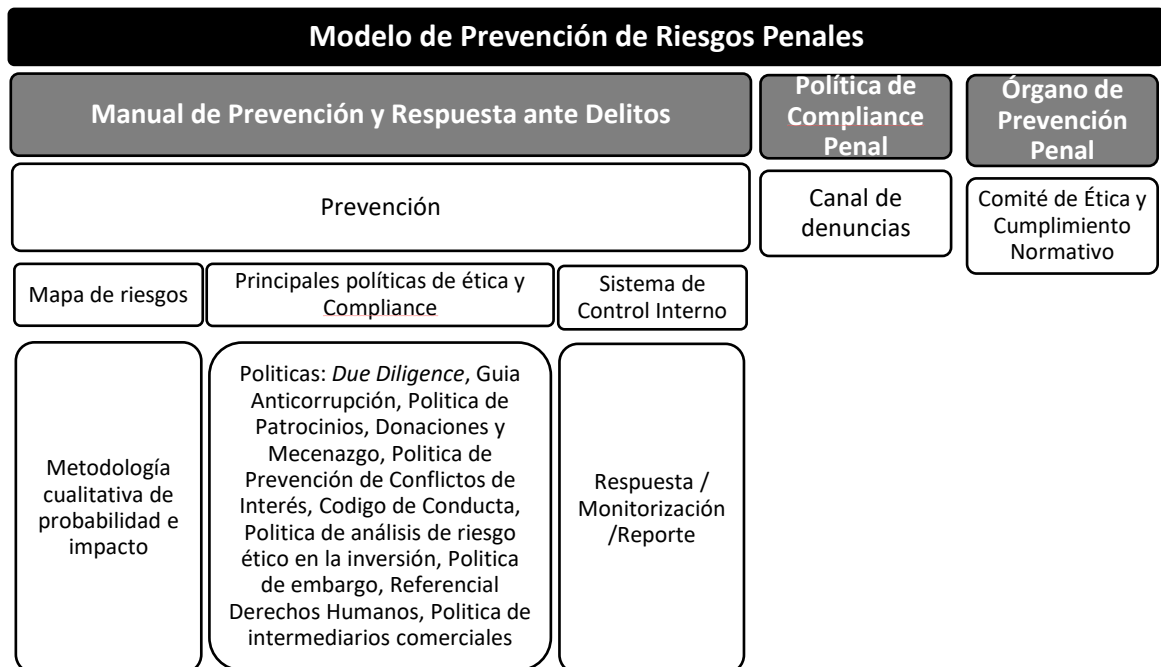 Modelo de Prevención de Riesgos Penales
Manual de Prevención y Respuesta ante Delitos
Política de
Compliance
Penal
Órgano de
Prevención
Penal
Prevención
Canal de
denuncias
Comité de Ética y
Cumplimiento
Normativo
Mapa de riesgos
Principales políticas de ética y
Compliance
Sistema de
Control Interno
Metodología
cualitativa de
probabilidad e
impacto
Politicas: Due Diligence, Guia
Anticorrupción, Politica de
Patrocinios, Donaciones y
Mecenazgo, Politica de
Prevención de Conflictos de
Interés, Codigo de Conducta,
Politica de análisis de riesgo
ético en la inversión, Politica
de embargo, Referencial
Derechos Humanos, Politica de
intermediarios comerciales
Respuesta /
Monitorización
/Reporte